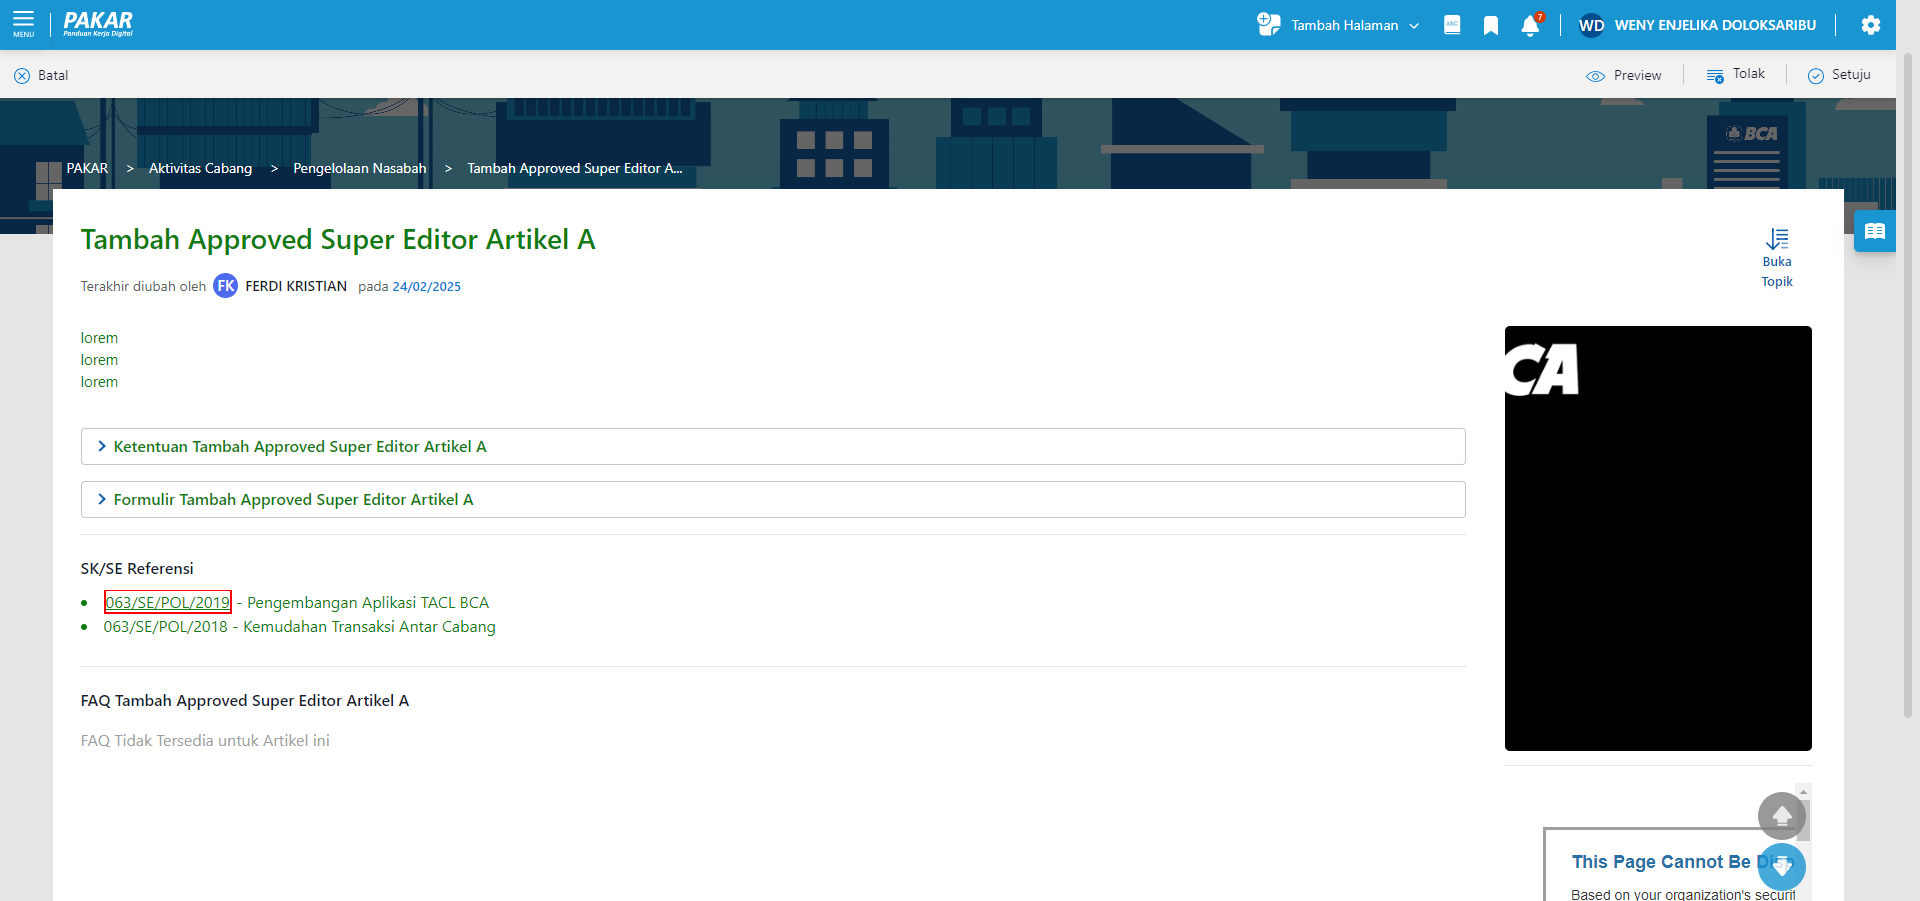 MENU
PAKAR
Panduan Kerja Digital
Tambah Halaman
ABC
7
WD WENY ENJELIKA DOLOKSARIBU
Batal
Preview
Tolak
Setuju
BCA
PAKAR > Aktivitas Cabang > Pengelolaan Nasabah > Tambah Approved Super Editor A...
Tambah Approved Super Editor Artikel A
Buka
Topik
Terakhir diubah oleh FK FERDI KRISTIAN pada 24/02/2025
lorem
lorem
lorem
CA
Ketentuan Tambah Approved Super Editor Artikel A
Formulir Tambah Approved Super Editor Artikel A
SK/SE Referensi
• 063/SE/POL/2019 - Pengembangan Aplikasi TACL BCA
• 063/SE/POL/2018 - Kemudahan Transaksi Antar Cabang
FAQ Tambah Approved Super Editor Artikel A
FAQ Tidak Tersedia untuk Artikel ini
This Page Cannot Be
Based on your organization's